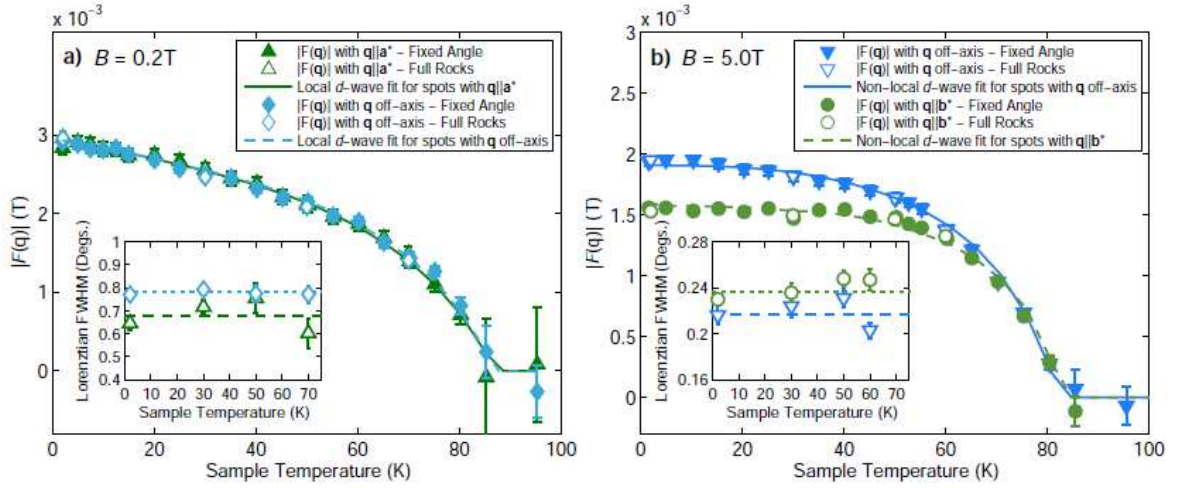 x 10⁻³
a) B = 0.2T
|F(q)| with q||a* – Fixed Angle
|F(q)| with q||a* – Full Rocks
Local d-wave fit for spots with q||a*
|F(q)| with q off-axis – Fixed Angle
|F(q)| with q off-axis – Full Rocks
Local d-wave fit for spots with q off-axis
3
2
1
0
|F(q)| (T)
1
0.9
0.8
0.7
0.6
0.5
0.4
Lorenztian FWHM (Degs.)
0 10 20 30 40 50 60 70
Sample Temperature (K)
0 20 40 60 80 100
Sample Temperature (K)
x 10⁻³
b) B = 5.0T
|F(q)| with q off-axis – Fixed Angle
|F(q)| with q off-axis – Full Rocks
Non-local d-wave fit for spots with q off-axis
|F(q)| with q||b* – Fixed Angle
|F(q)| with q||b* – Full Rocks
Non-local d-wave fit for spots with q||b*
3
2.5
2
1.5
1
0.5
0
|F(q)| (T)
0.28
0.24
0.2
0.16
Lorenztian FWHM (Degs.)
0 10 20 30 40 50 60 70
Sample Temperature (K)
0 20 40 60 80 100
Sample Temperature (K)